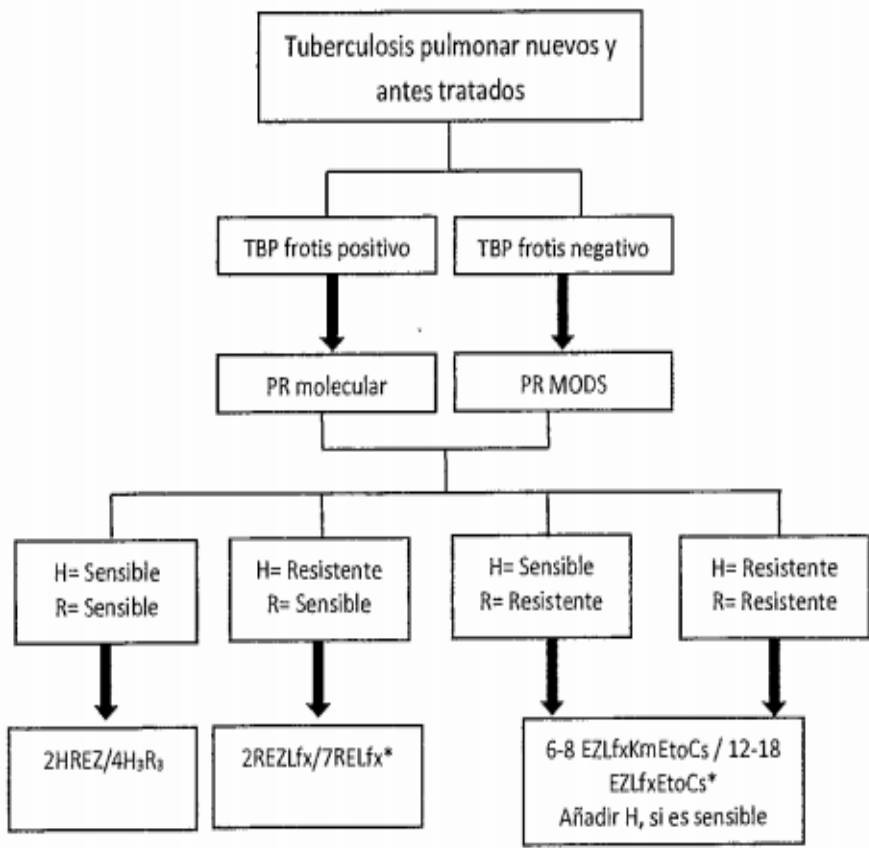 Tuberculosis pulmonar nuevos y
antes tratados
TBP frotis positivo
TBP frotis negativo
PR molecular
PR MODS
H= Sensible
R= Sensible
H= Resistente
R= Sensible
H= Sensible
R= Resistente
H= Resistente
R= Resistente
2HREZ/4H₃R₃
2REZLfx/7RELfx*
6-8 EZLfxKmEtoCs / 12-18
EZLfxEtoCs*
Añadir H, si es sensible